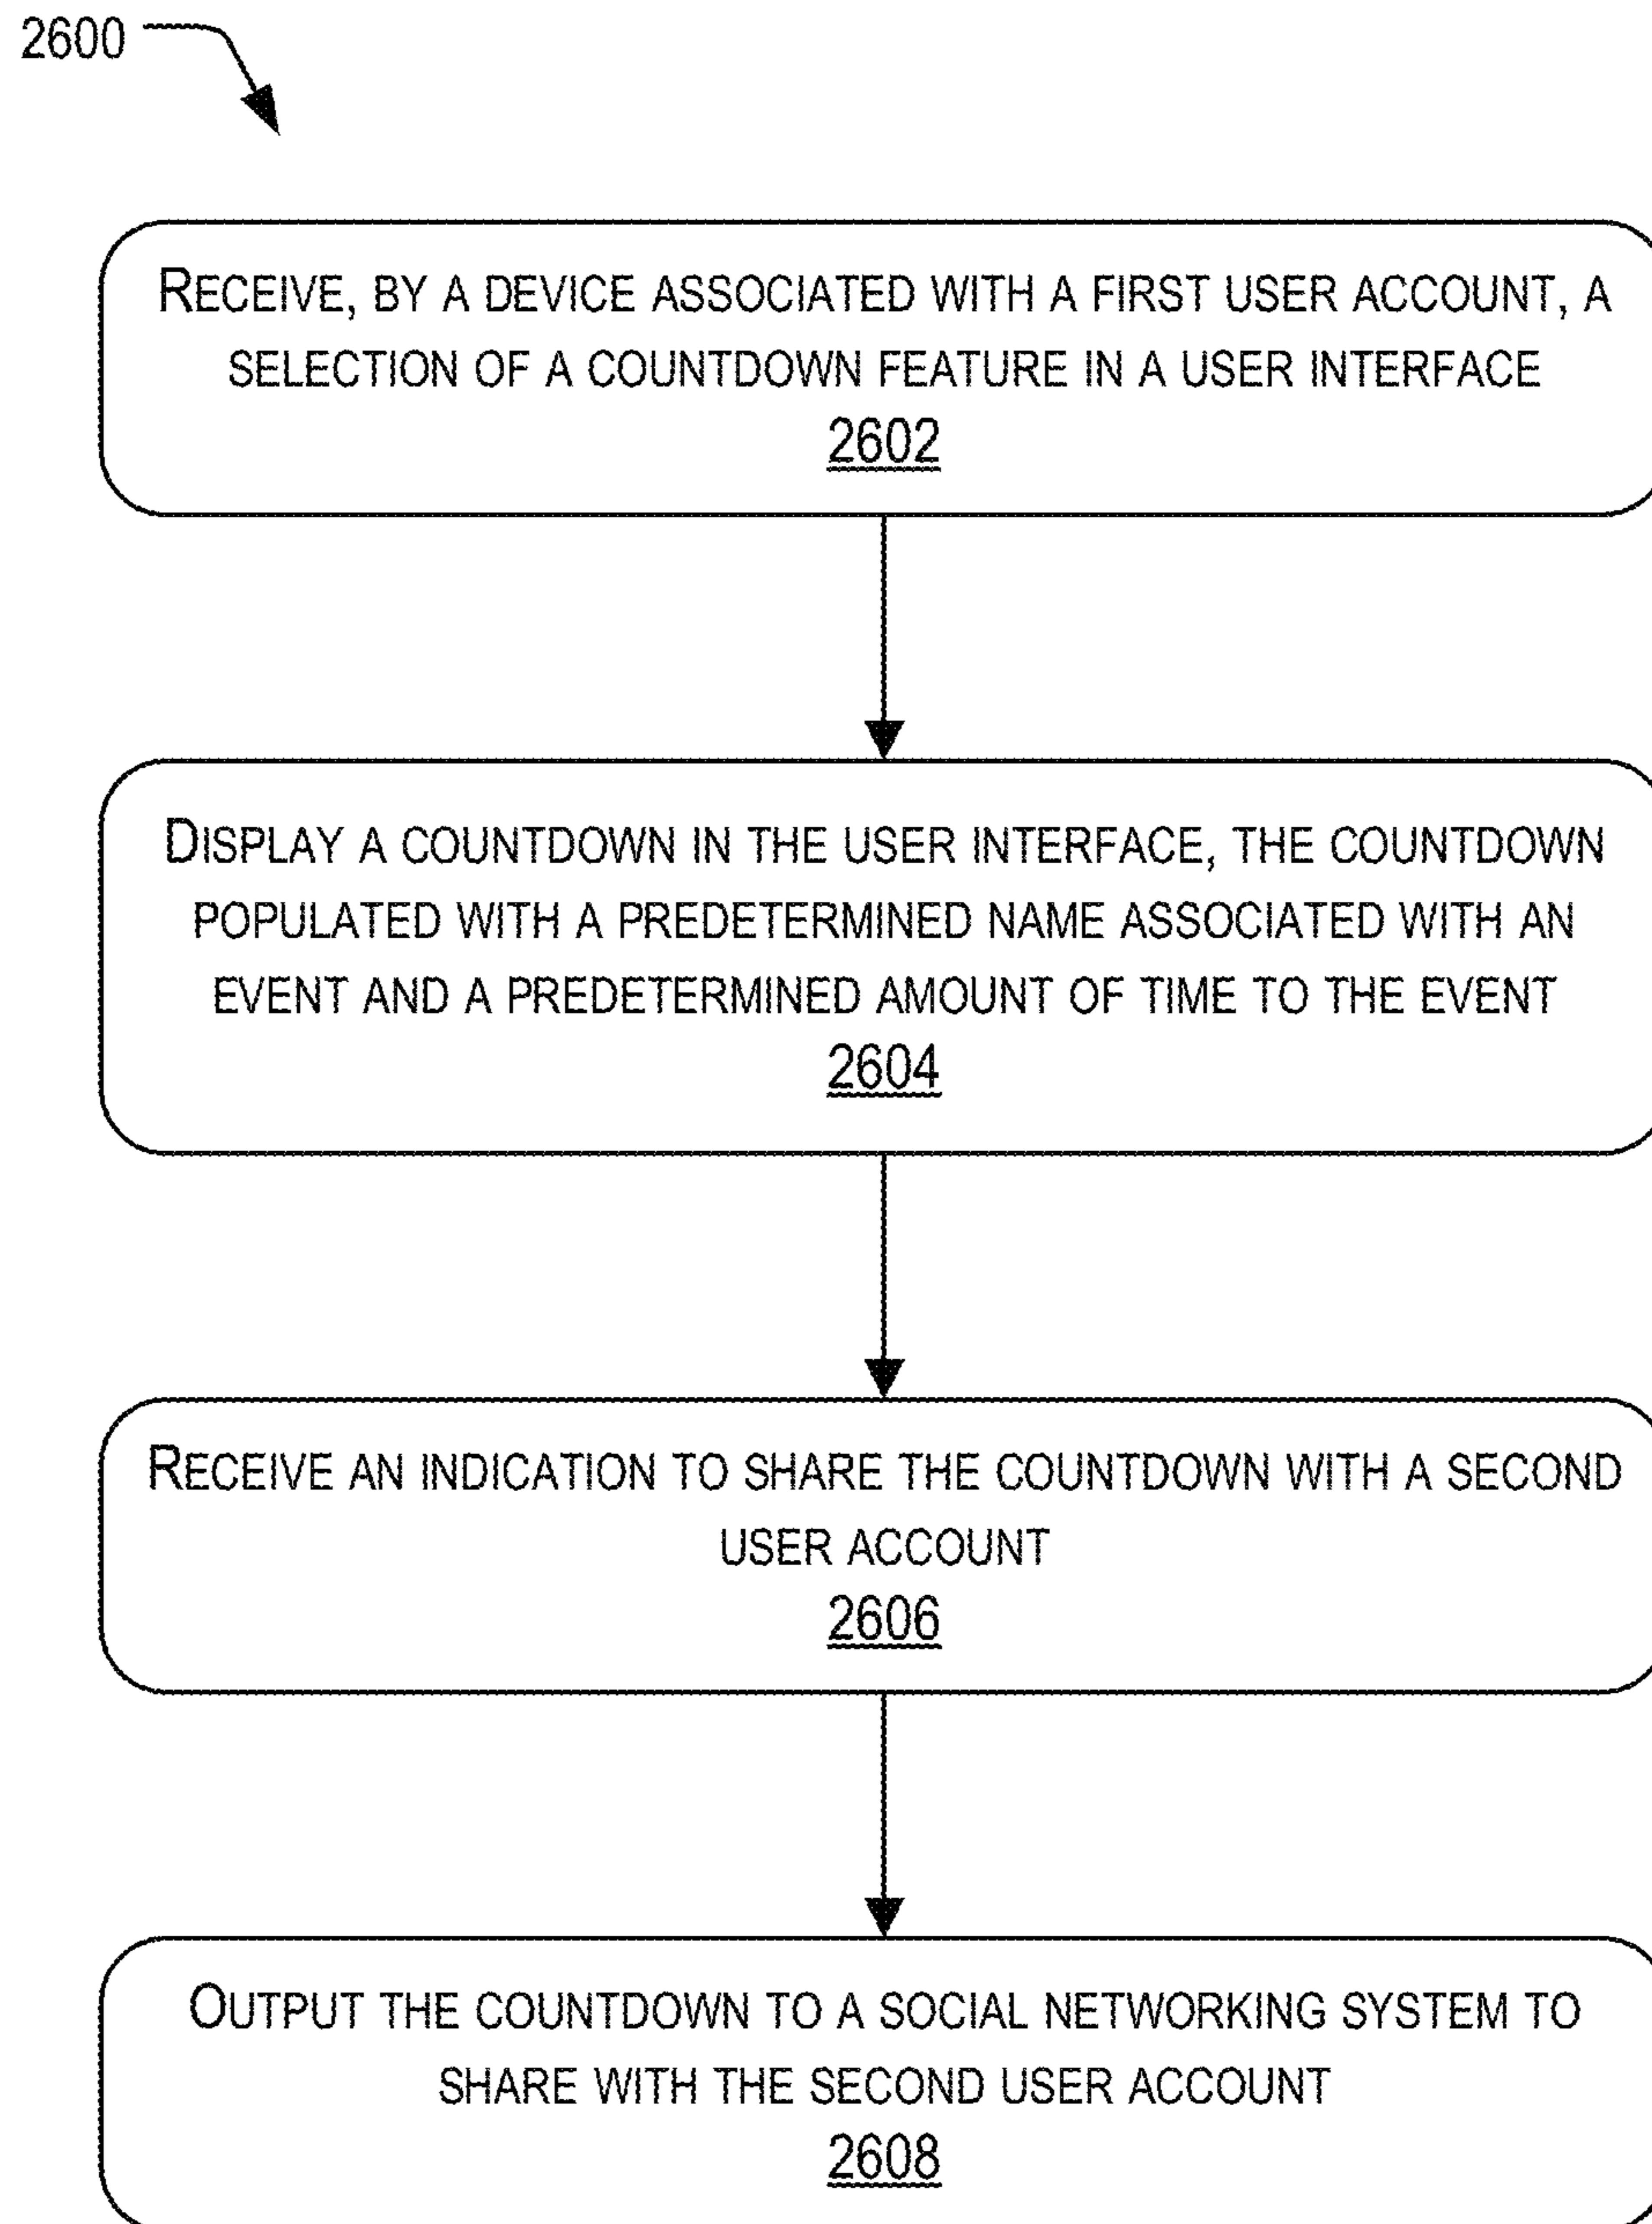 2600
RECEIVE, BY A DEVICE ASSOCIATED WITH A FIRST USER ACCOUNT, A
SELECTION OF A COUNTDOWN FEATURE IN A USER INTERFACE
2602
DISPLAY A COUNTDOWN IN THE USER INTERFACE, THE COUNTDOWN
POPULATED WITH A PREDETERMINED NAME ASSOCIATED WITH AN
EVENT AND A PREDETERMINED AMOUNT OF TIME TO THE EVENT
2604
RECEIVE AN INDICATION TO SHARE THE COUNTDOWN WITH A SECOND
USER ACCOUNT
2606
OUTPUT THE COUNTDOWN TO A SOCIAL NETWORKING SYSTEM TO
SHARE WITH THE SECOND USER ACCOUNT
2608